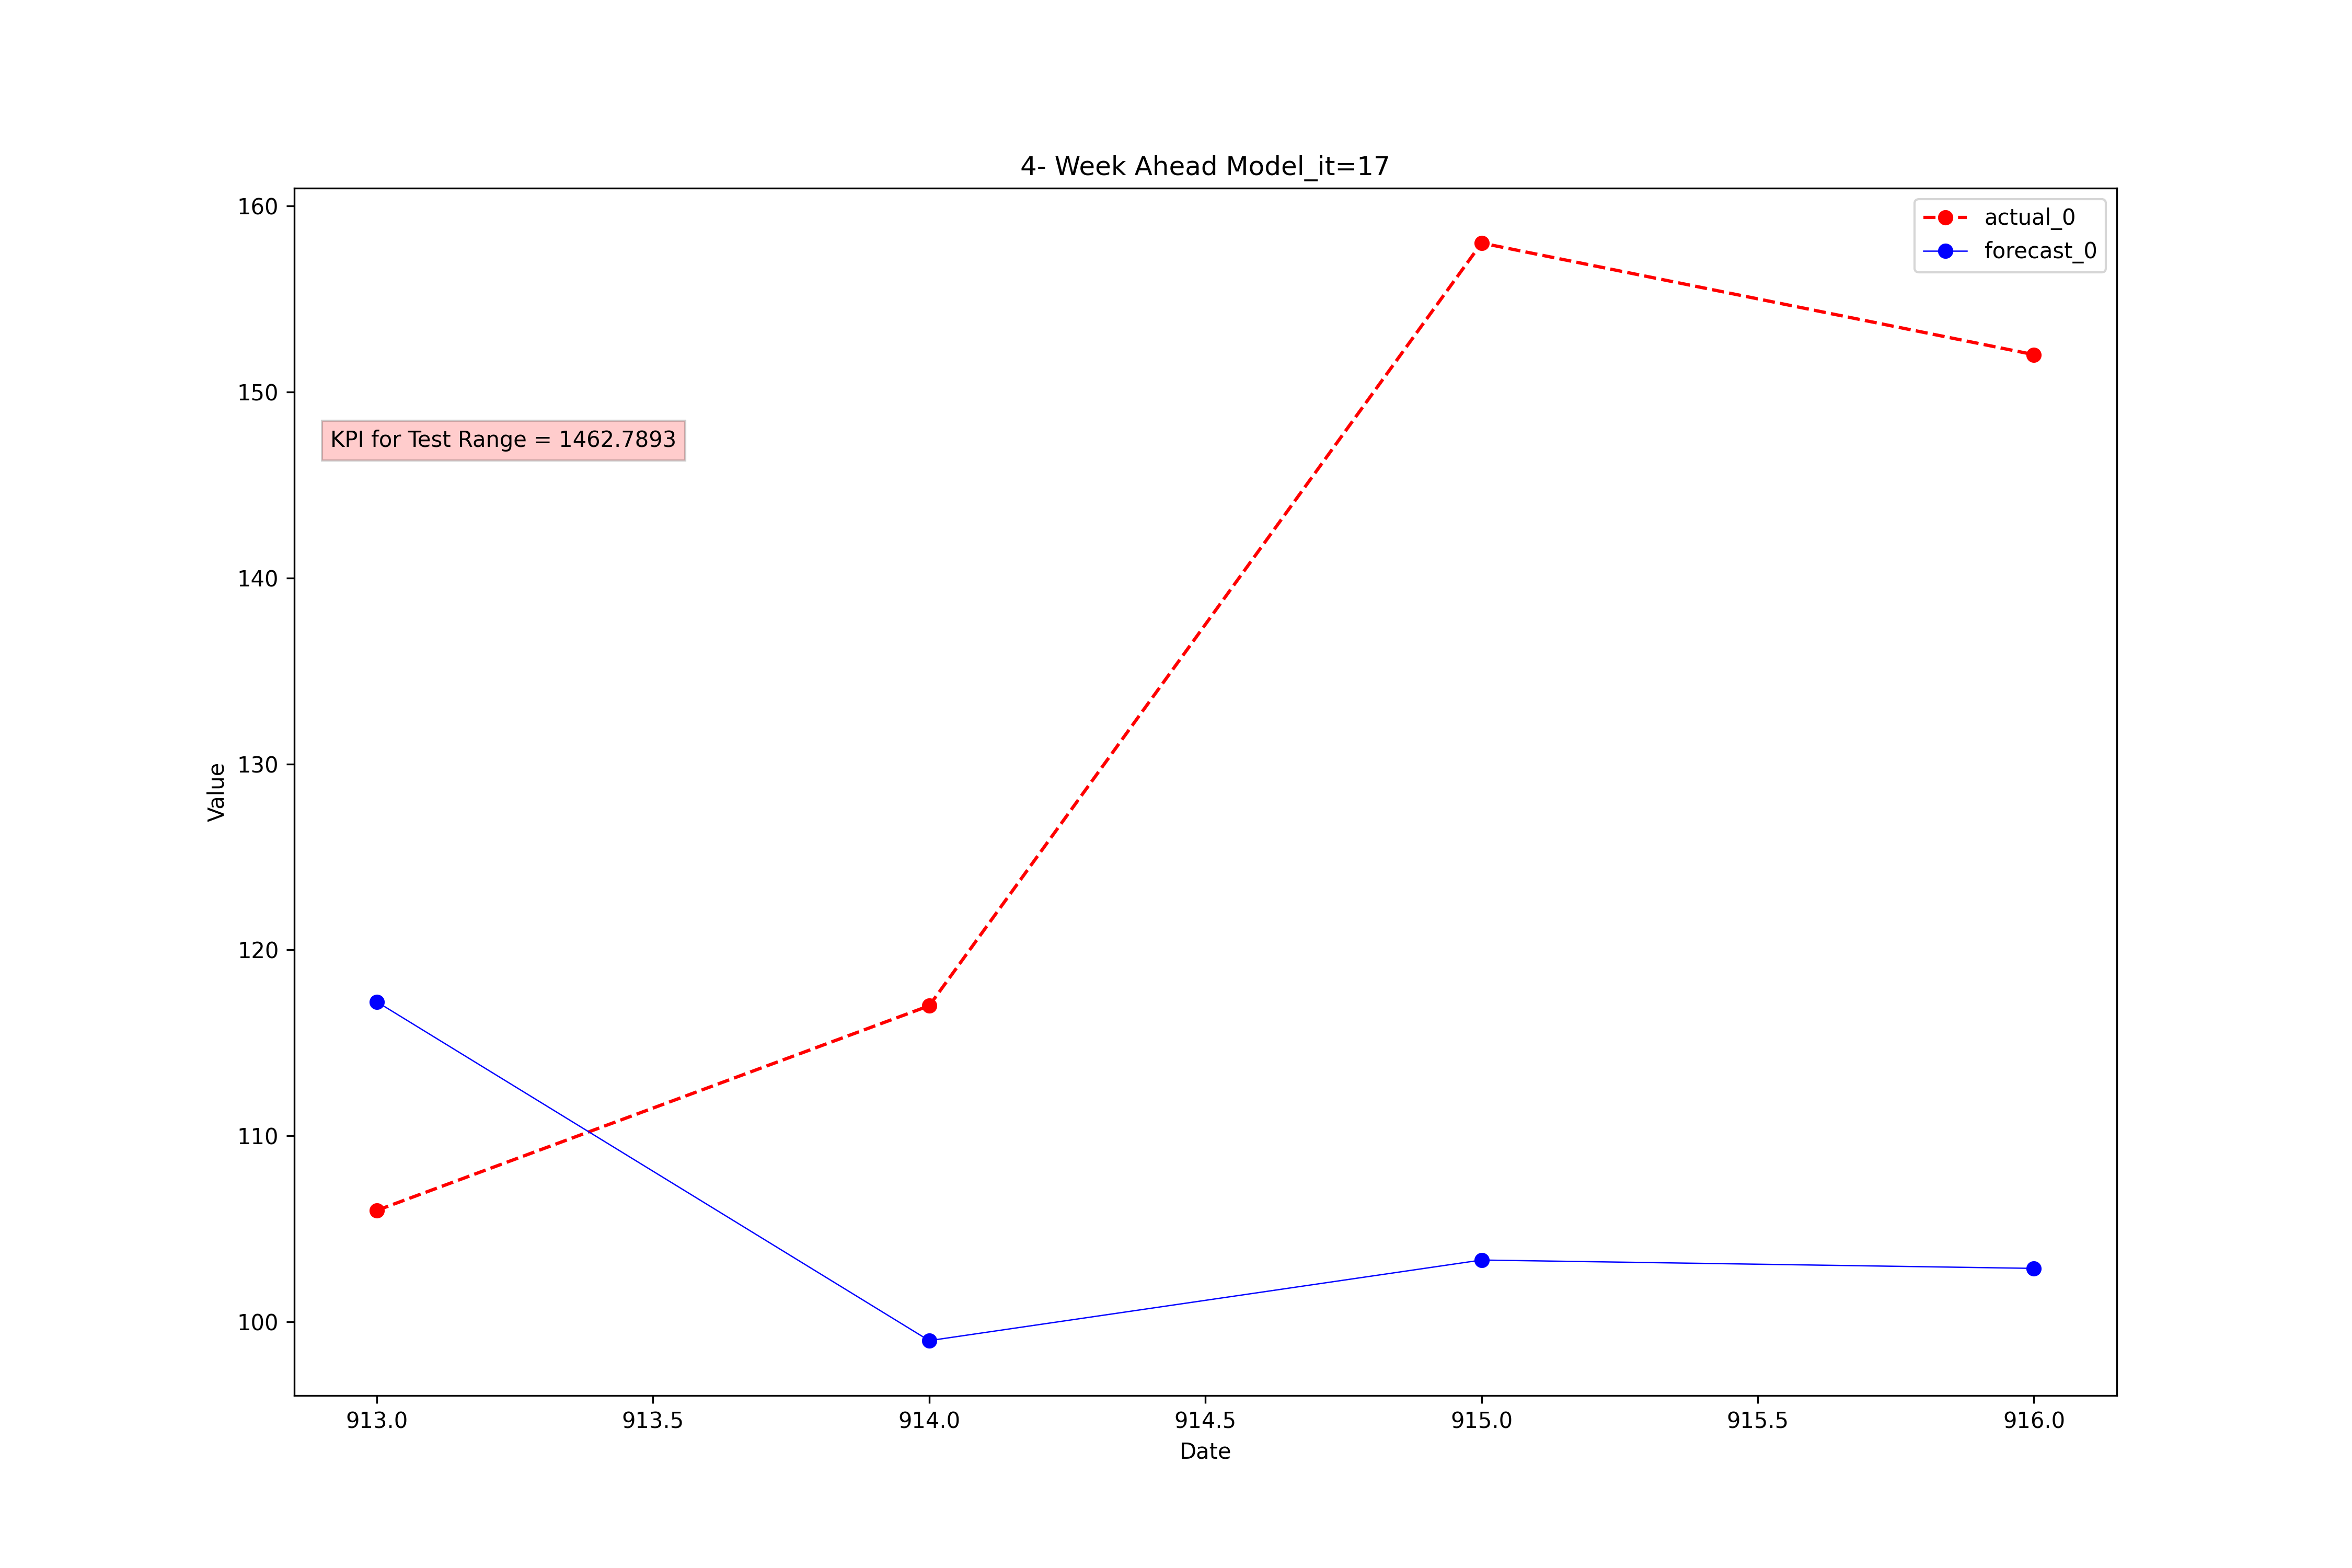 4- Week Ahead Model_it=17
160
150
140
130
120
110
100
Value
KPI for Test Range = 1462.7893
actual_0
forecast_0
913.0 913.5 914.0 914.5 915.0 915.5 916.0
Date